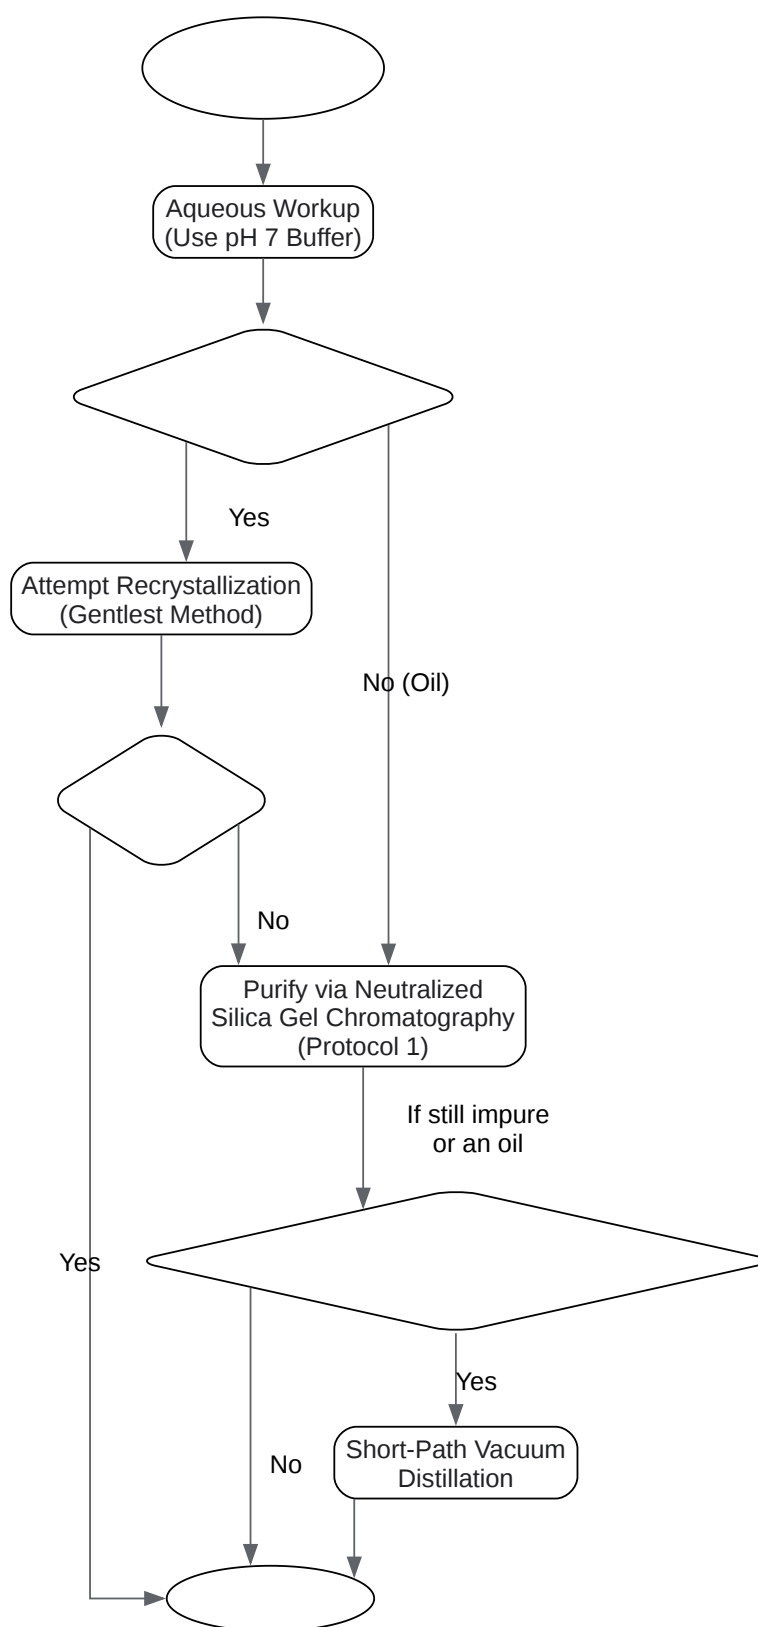 Aqueous Workup
(Use pH 7 Buffer)
Yes
Attempt Recrystallization
(Gentlest Method)
No (Oil)
No
Purify via Neutralized
Silica Gel Chromatography
(Protocol 1)
If still impure
or an oil
Yes
Yes
Short-Path Vacuum
Distillation
No